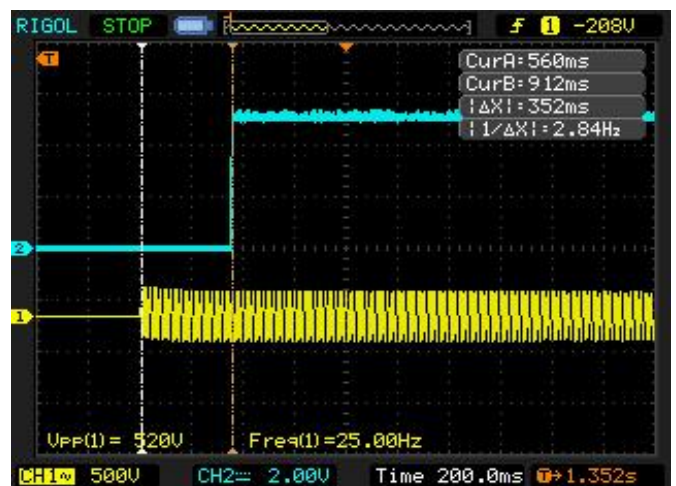 RIGOL STOP 1 -208V
T
CurA=560ms
CurB=912ms
|ΔX|=352ms
|1/ΔX|=2.84Hz
2
1
Vpp(1)= 520V Freq(1)=25.00Hz
CH1~ 500V CH2= 2.00V Time 200.0ms T→1.352s